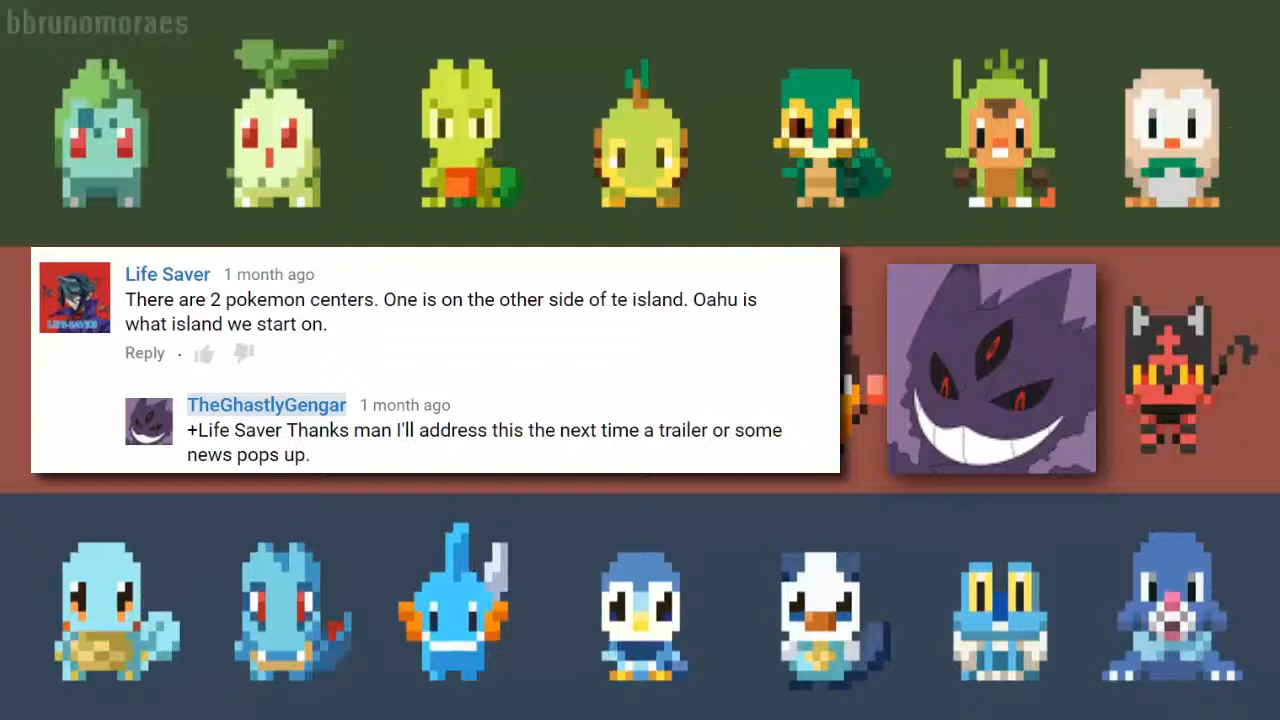 bbrunomoraes
Life Saver 1 month ago
There are 2 pokemon centers. One is on the other side of te island. Oahu is
what island we start on.
Reply ·
TheGhastlyGengar 1 month ago
+Life Saver Thanks man I'll address this the next time a trailer or some
news pops up.